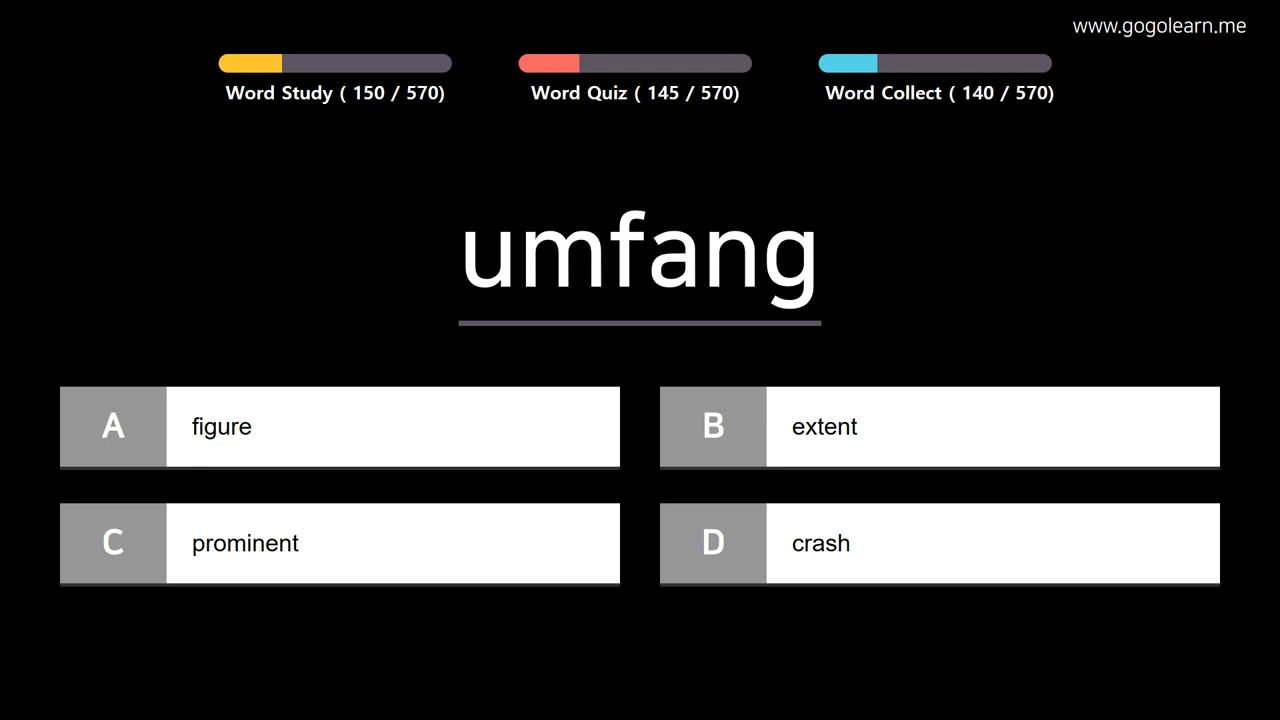 www.gogolearn.me
Word Study ( 150 / 570)
Word Quiz ( 145 / 570)
Word Collect ( 140 / 570)
umfang
A figure
B extent
C prominent
D crash